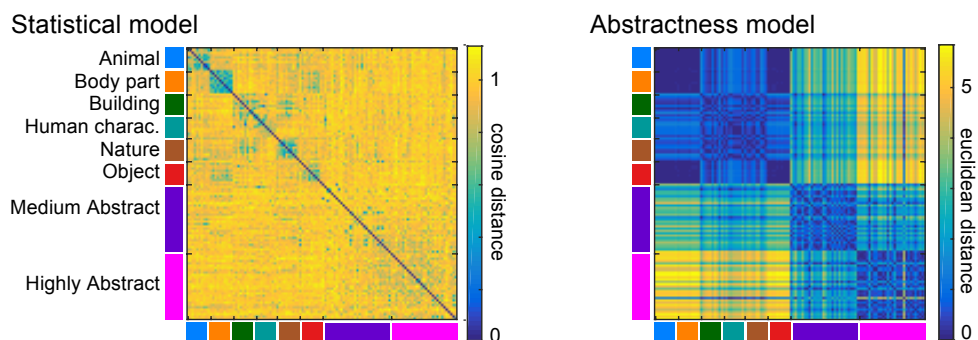 Statistical model
Abstractness model
Animal
Body part
Building
Human charac.
Nature
Object
Medium Abstract
Highly Abstract
1
cosine distance
0
5
euclidean distance
0